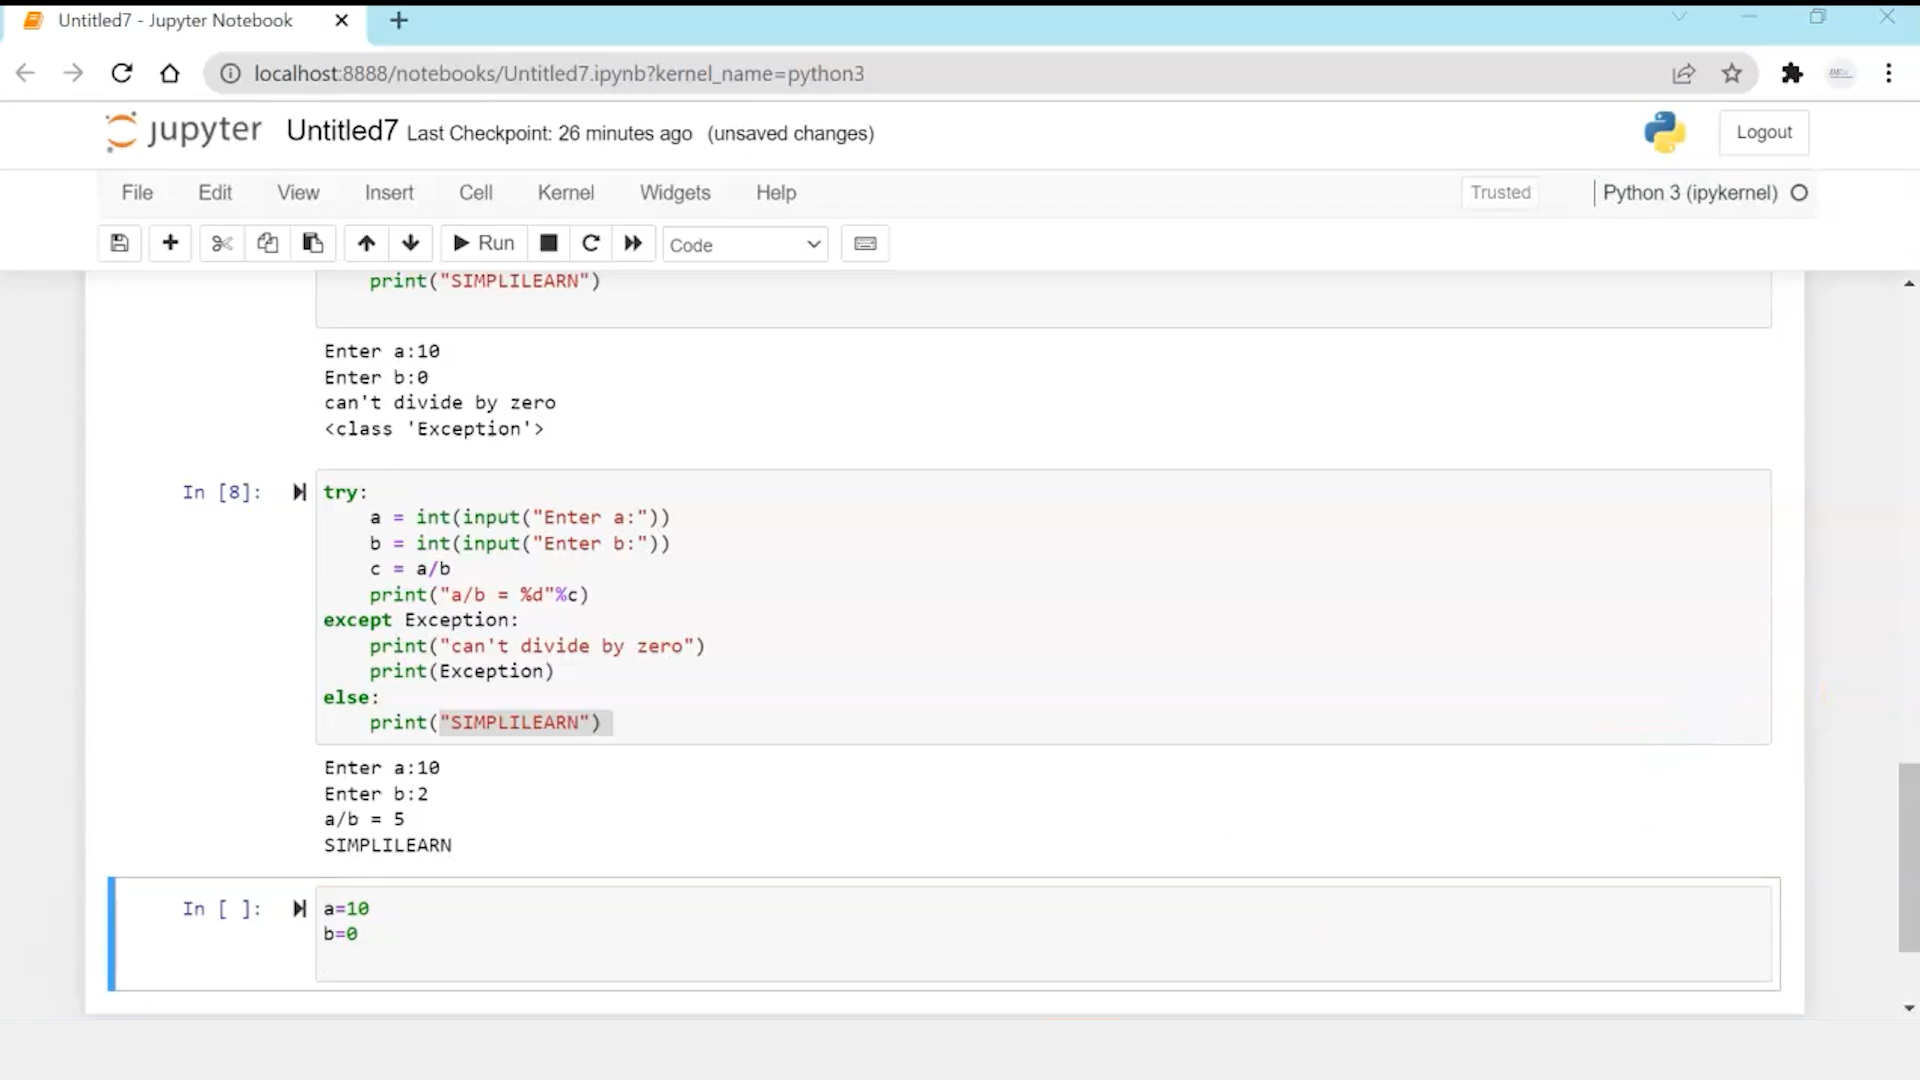 Untitled7 - Jupyter Notebook
localhost:8888/notebooks/Untitled7.ipynb?kernel_name=python3
jupyter Untitled7 Last Checkpoint: 26 minutes ago (unsaved changes)
Logout
File Edit View Insert Cell Kernel Widgets Help
Trusted
Python 3 (ipykernel)
Run
Code
    print("SIMPLILEARN")
Enter a:10
Enter b:0
can't divide by zero
<class 'Exception'>
In [8]:
try:
    a = int(input("Enter a:"))
    b = int(input("Enter b:"))
    c = a/b
    print("a/b = %d"%c)
except Exception:
    print("can't divide by zero")
    print(Exception)
else:
    print("SIMPLILEARN")
Enter a:10
Enter b:2
a/b = 5
SIMPLILEARN
In [ ]:
a=10
b=0